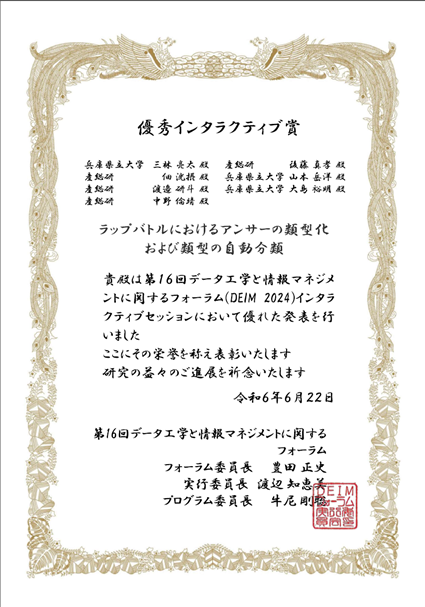 優秀インタラクティブ賞
兵庫県立大学 三林 亮太 殿 産総研 後藤 真孝 殿
産総研 佃 洸摂 殿 兵庫県立大学 山本 岳洋 殿
産総研 渡邉 研斗 殿 兵庫県立大学 大島 裕明 殿
産総研 中野 倫靖 殿
ラップバトルにおけるアンサーの類型化
および類型の自動分類
貴殿は第16回データ工学と情報マネジメ
ントに関するフォーラム(DEIM 2024)インタラ
クティブセッションにおいて優れた発表を行
いました
ここにその栄誉を称え表彰いたします
研究の益々のご進展を祈念いたします
令和6年6月22日
第16回データ工学と情報マネジメントに関する
フォーラム
フォーラム委員長 豊田 正史
実行委員長 渡辺 知恵美
プログラム委員長 牛尼 剛聡
DEIM
フォーラム